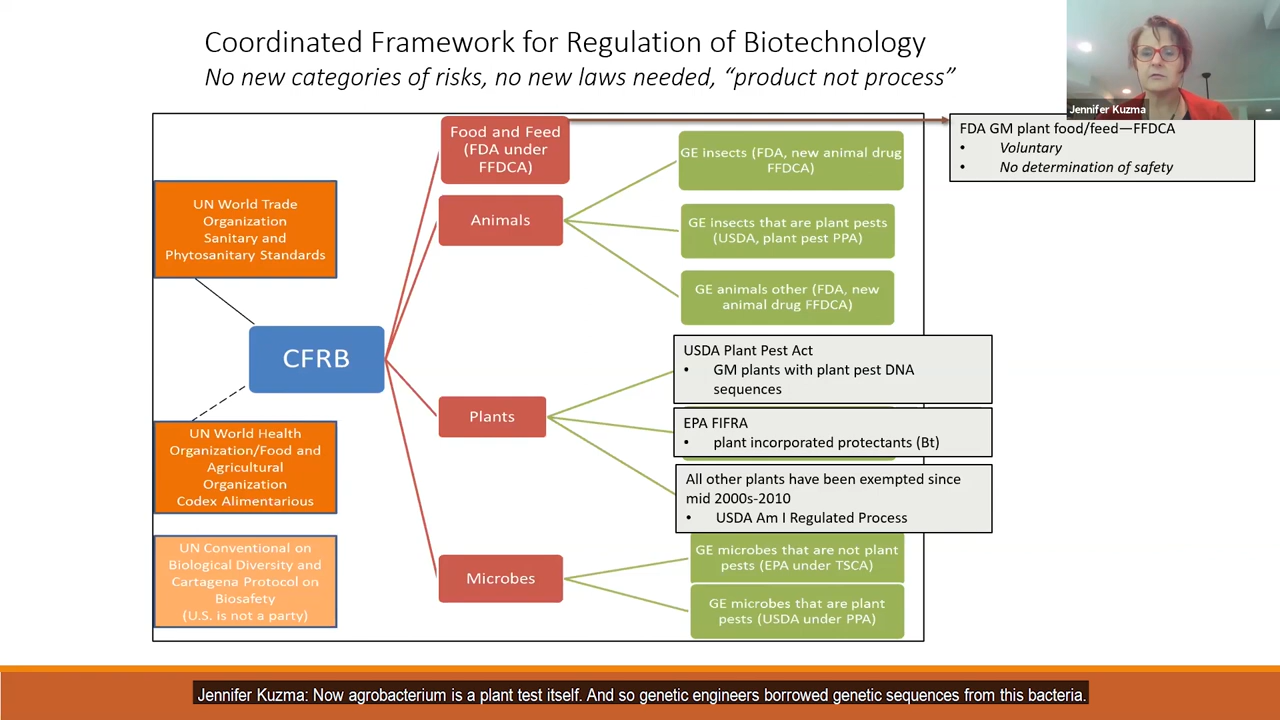 Coordinated Framework for Regulation of Biotechnology
No new categories of risks, no new laws needed, “product not process”
Jennifer Kuzma
Food and Feed
(FDA under
FFDCA)
FDA GM plant food/feed—FFDCA
• Voluntary
• No determination of safety
GE insects (FDA, new animal drug
FFDCA)
UN World Trade
Organization
Sanitary and
Phytosanitary Standards
Animals
GE insects that are plant pests
(USDA, plant pest PPA)
GE animals other (FDA, new
animal drug FFDCA)
CFRB
USDA Plant Pest Act
• GM plants with plant pest DNA
sequences
Plants
EPA FIFRA
• plant incorporated protectants (Bt)
UN World Health
Organization/Food and
Agricultural
Organization
Codex Alimentarious
All other plants have been exempted since
mid 2000s-2010
• USDA Am I Regulated Process
UN Conventional on
Biological Diversity and
Cartagena Protocol on
Biosafety
(U.S. is not a party)
Microbes
GE microbes that are not plant
pests (EPA under TSCA)
GE microbes that are plant
pests (USDA under PPA)
Jennifer Kuzma: Now agrobacterium is a plant test itself. And so genetic engineers borrowed genetic sequences from this bacteria.